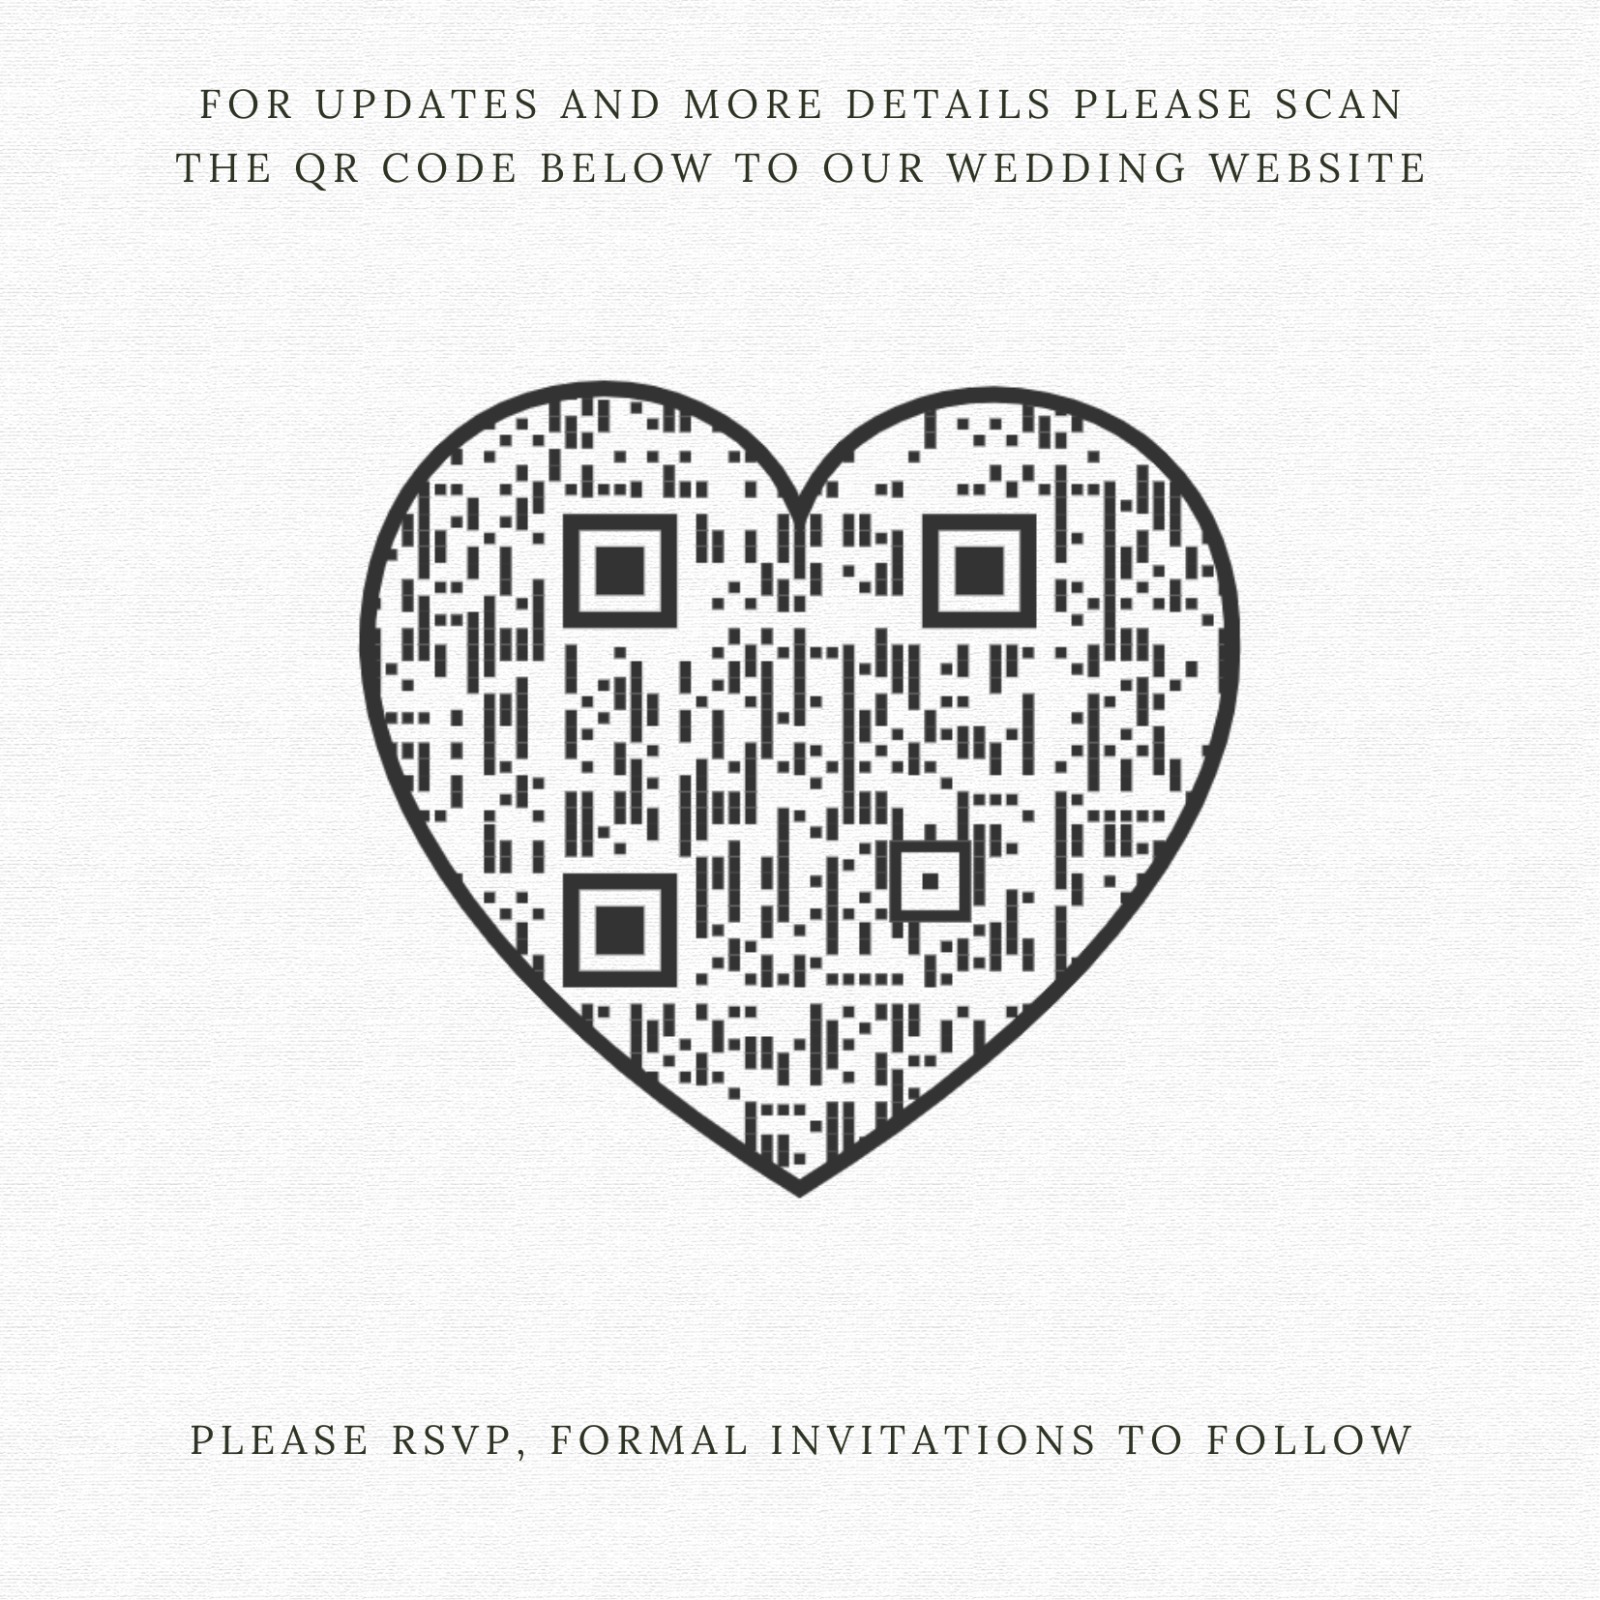 FOR UPDATES AND MORE DETAILS PLEASE SCAN
THE QR CODE BELOW TO OUR WEDDING WEBSITE
PLEASE RSVP, FORMAL INVITATIONS TO FOLLOW